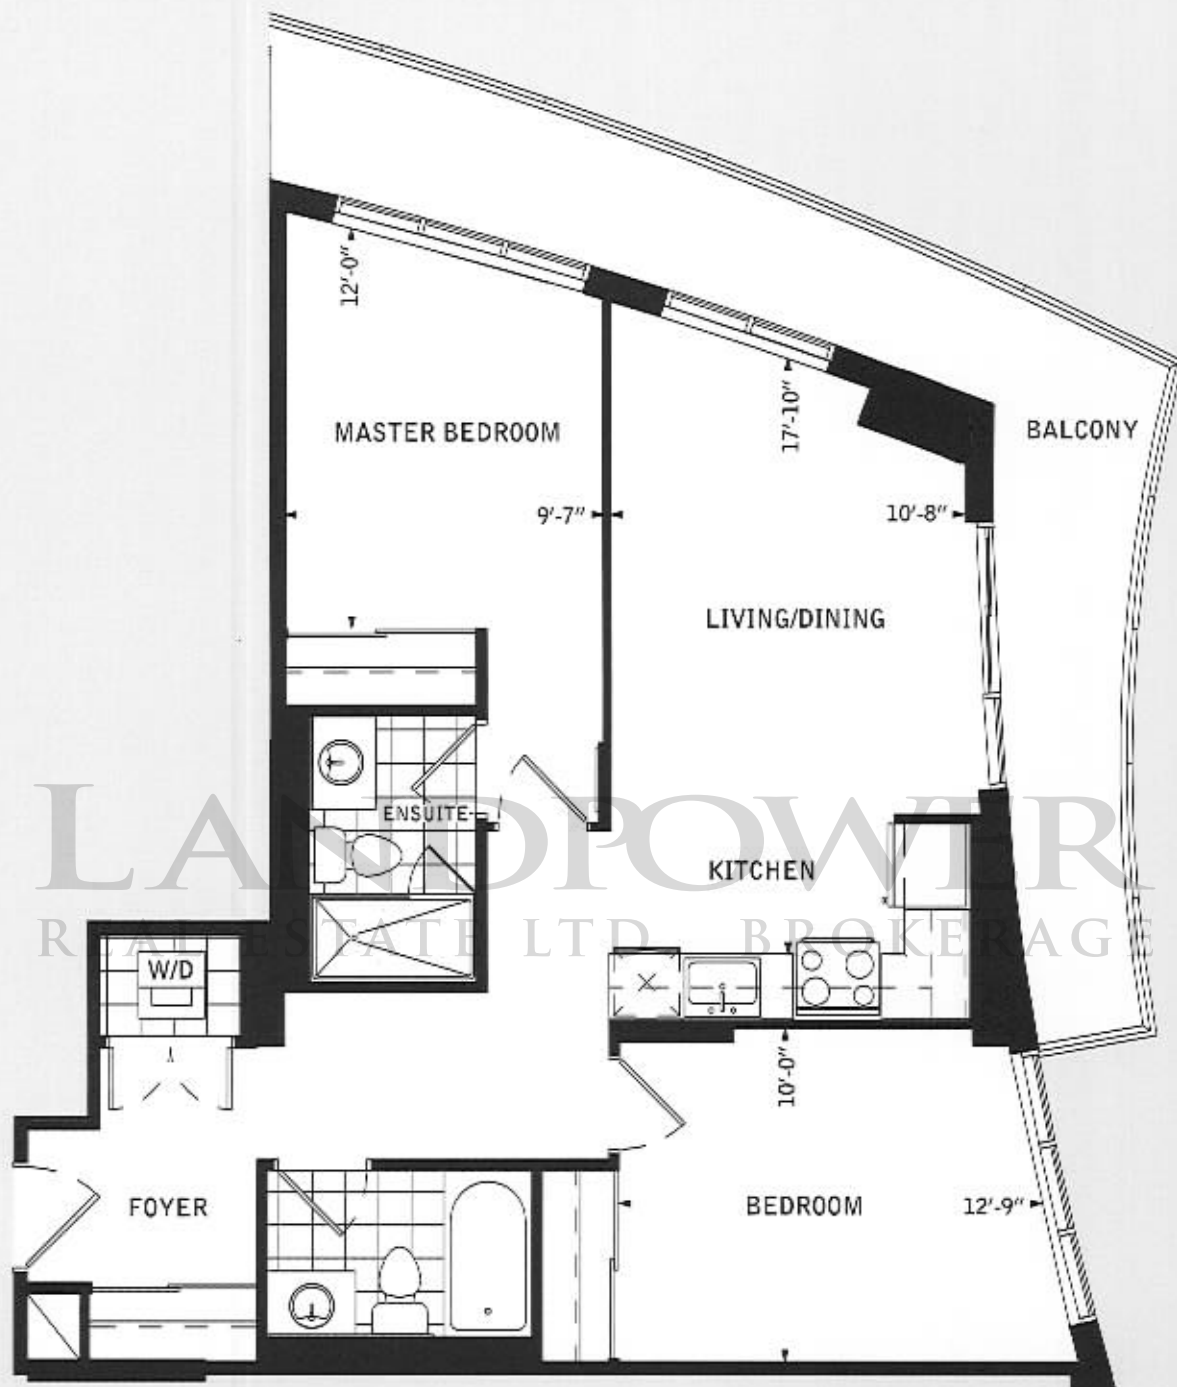 12'-0"
MASTER BEDROOM
17'-10"
BALCONY
9'-7"
10'-8"
LIVING/DINING
ENSUITE
LANDPOWER
KITCHEN
REAL ESTATE LTD. BROKERAGE
W/D
10'-0"
FOYER
BEDROOM
12'-9"